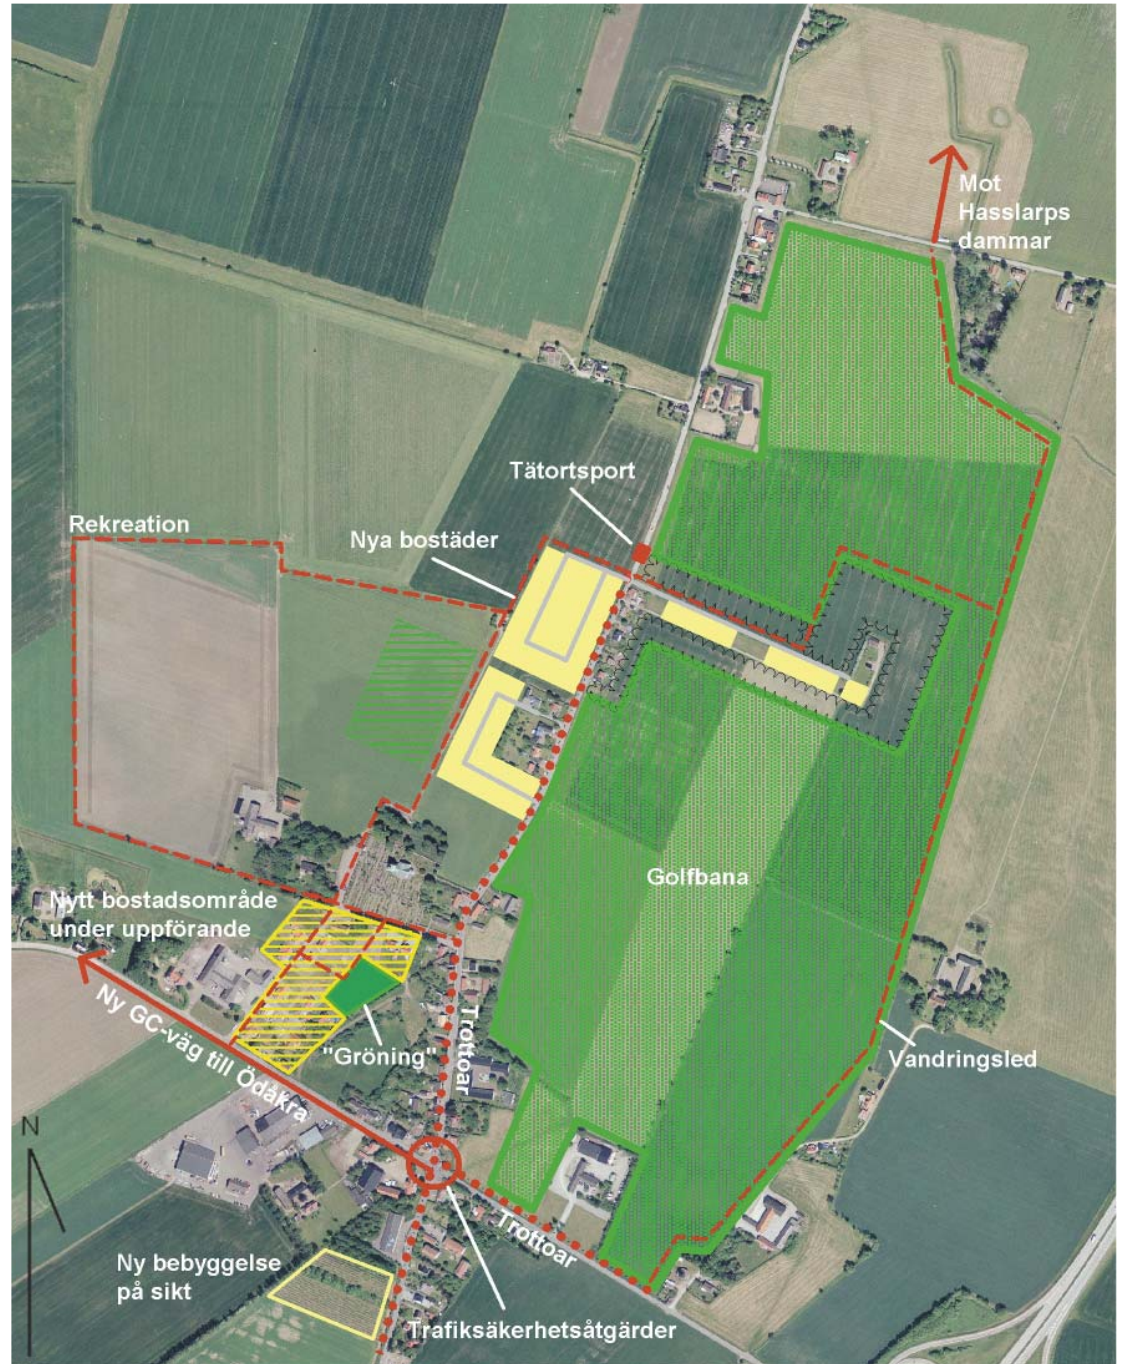 Mot
Hasslarps
dammar
Tätortsport
Rekreation
Nya bostäder
Golfbana
Nytt bostadsområde
under uppförande
Ny GC-väg till Ödåkra
"Gröning"
Trottoar
Vandringsled
N
Trottoar
Ny bebyggelse
på sikt
Trafiksäkerhetsåtgärder